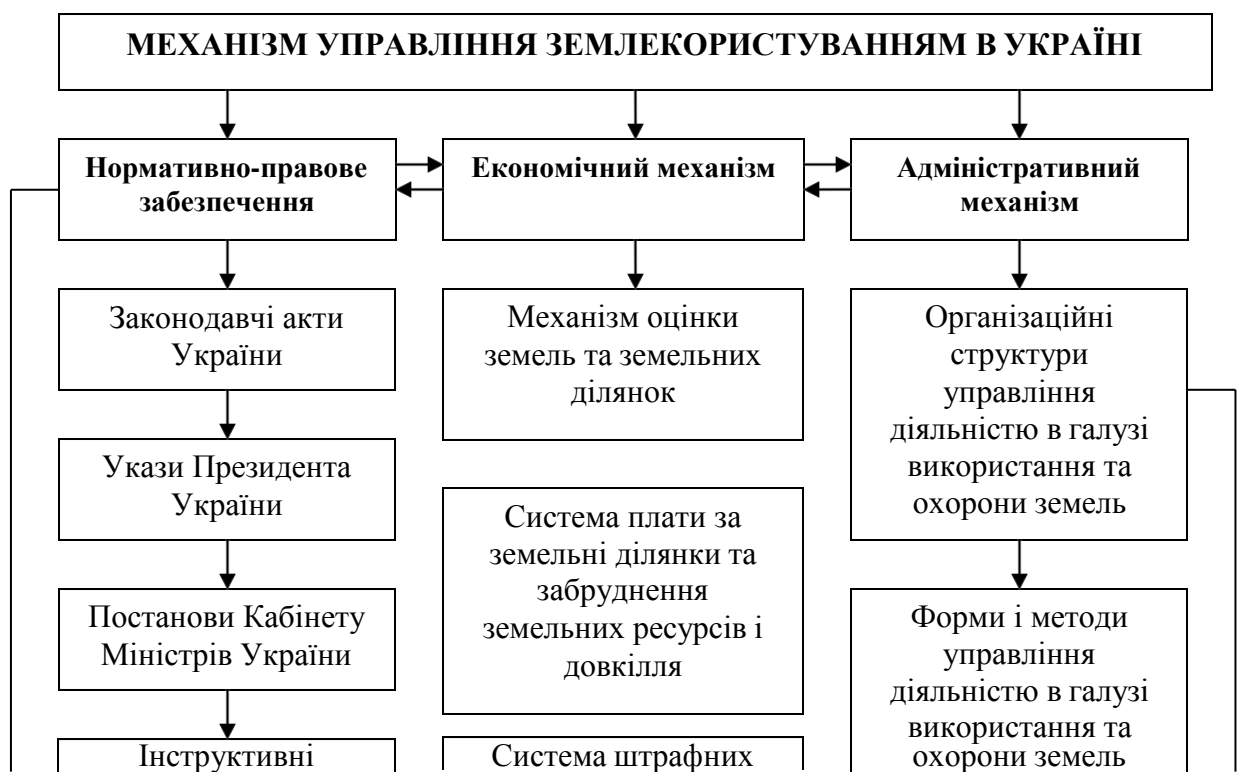 МЕХАНІЗМ УПРАВЛІННЯ ЗЕМЛЕКОРИСТУВАННЯМ В УКРАЇНІ
Нормативно-правове
забезпечення
Економічний механізм
Адміністративний
механізм
Законодавчі акти
України
Механізм оцінки
земель та земельних
ділянок
Організаційні
структури
управління
діяльністю в галузі
використання та
охорони земель
Укази Президента
України
Система плати за
земельні ділянки та
забруднення
земельних ресурсів і
довкілля
Постанови Кабінету
Міністрів України
Форми і методи
управління
діяльністю в галузі
використання та
охорони земель
Інструктивні
Система штрафних